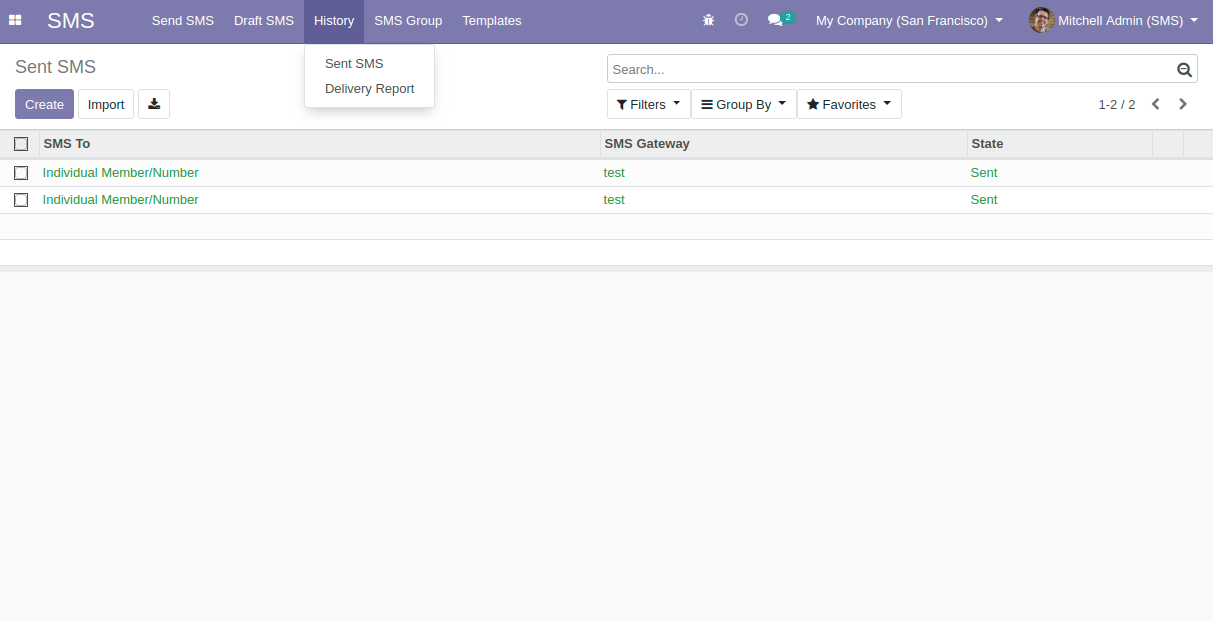 SMS Send SMS Draft SMS History SMS Group Templates 2 My Company (San Francisco) Mitchell Admin (SMS)
Sent SMS
Delivery Report
Sent SMS
Search...
Create Import Filters Group By Favorites 1-2 / 2
SMS To SMS Gateway State
Individual Member/Number test Sent
Individual Member/Number test Sent